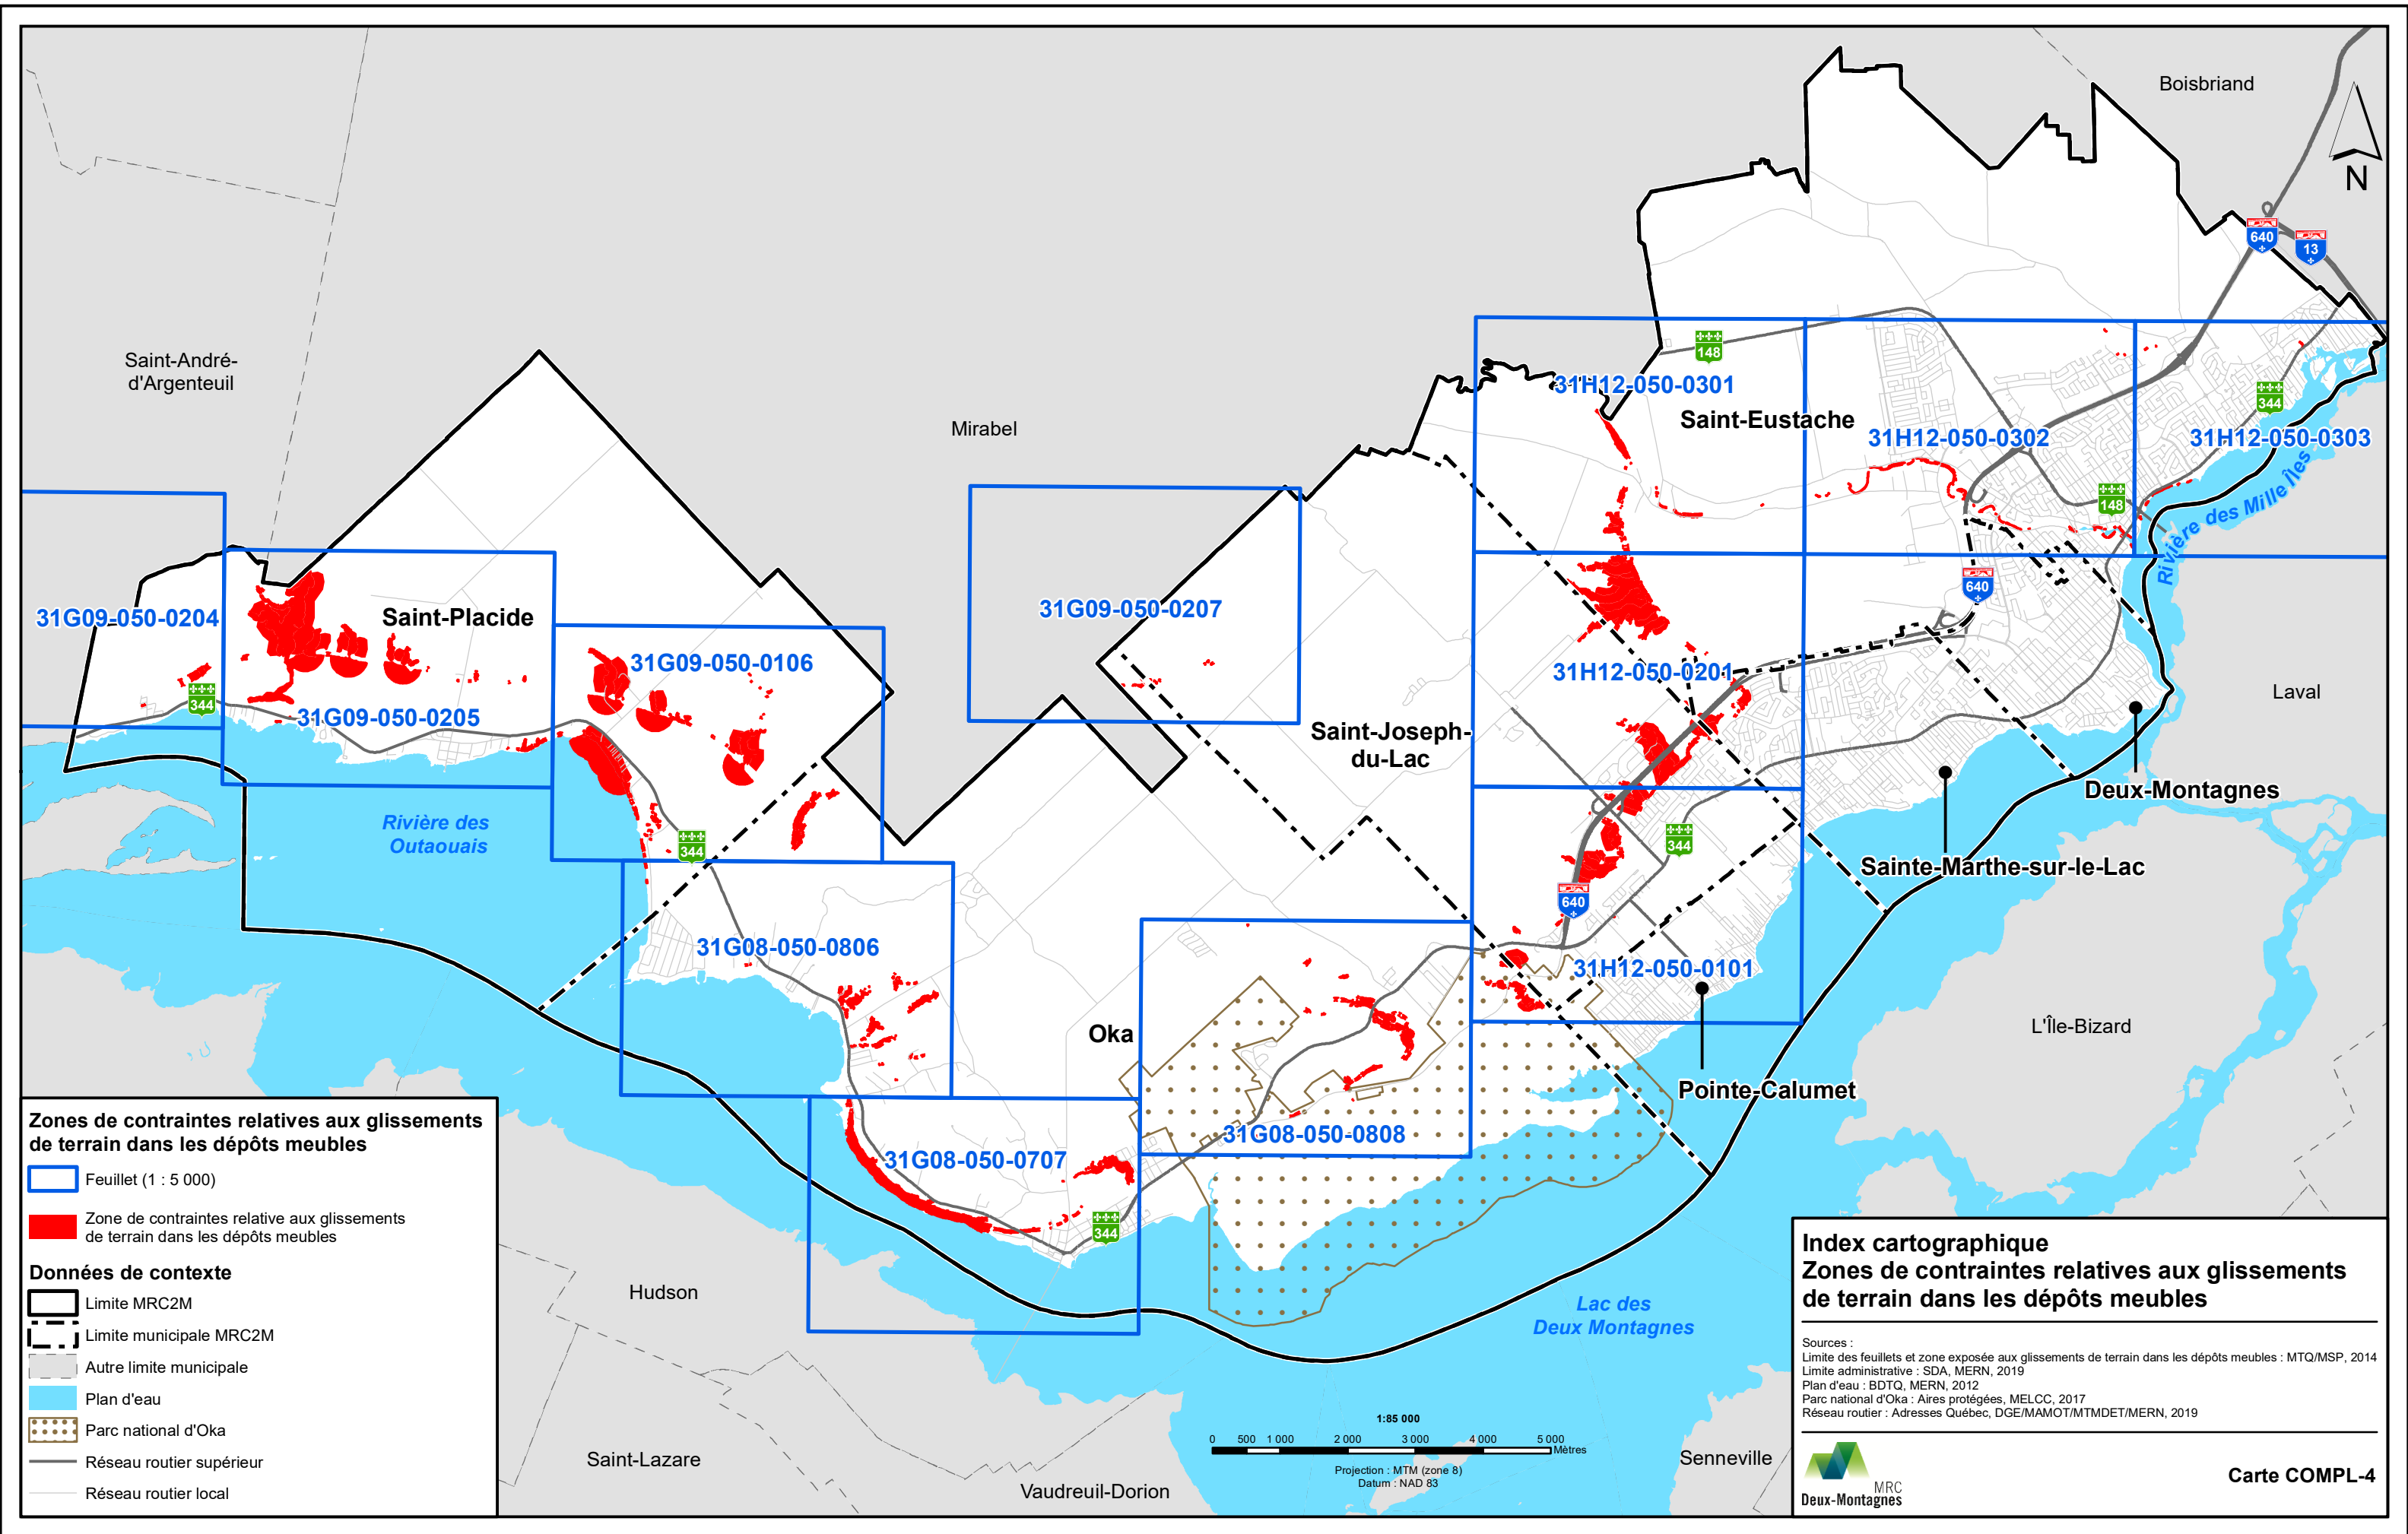 Boisbriand
N
640
13
Saint-André-
d'Argenteuil
148
31H12-050-0301
344
Mirabel
Saint-Eustache
31H12-050-0302
31H12-050-0303
148
Rivière des Mille Îles
640
31G09-050-0204
Saint-Placide
31G09-050-0207
31G09-050-0106
31H12-050-0201
344
31G09-050-0205
Laval
Saint-Joseph-
du-Lac
Deux-Montagnes
Rivière des
Outaouais
344
344
Sainte-Marthe-sur-le-Lac
640
31G08-050-0806
31H12-050-0101
Oka
L'Île-Bizard
Pointe-Calumet
31G08-050-0808
31G08-050-0707
344
Hudson
Lac des
Deux Montagnes
Saint-Lazare
Vaudreuil-Dorion
Senneville
Zones de contraintes relatives aux glissements
de terrain dans les dépôts meubles
Feuillet (1 : 5 000)
Zone de contraintes relative aux glissements
de terrain dans les dépôts meubles
Données de contexte
Limite MRC2M
Limite municipale MRC2M
Autre limite municipale
Plan d'eau
Parc national d'Oka
Réseau routier supérieur
Réseau routier local
1:85 000
0 500 1 000 2 000 3 000 4 000 5 000
Mètres
Projection : MTM (zone 8)
Datum : NAD 83
Index cartographique
Zones de contraintes relatives aux glissements
de terrain dans les dépôts meubles
Sources :
Limite des feuillets et zone exposée aux glissements de terrain dans les dépôts meubles : MTQ/MSP, 2014
Limite administrative : SDA, MERN, 2019
Plan d'eau : BDTQ, MERN, 2012
Parc national d'Oka : Aires protégées, MELCC, 2017
Réseau routier : Adresses Québec, DGE/MAMOT/MTMDET/MERN, 2019
MRC
Deux-Montagnes
Carte COMPL-4